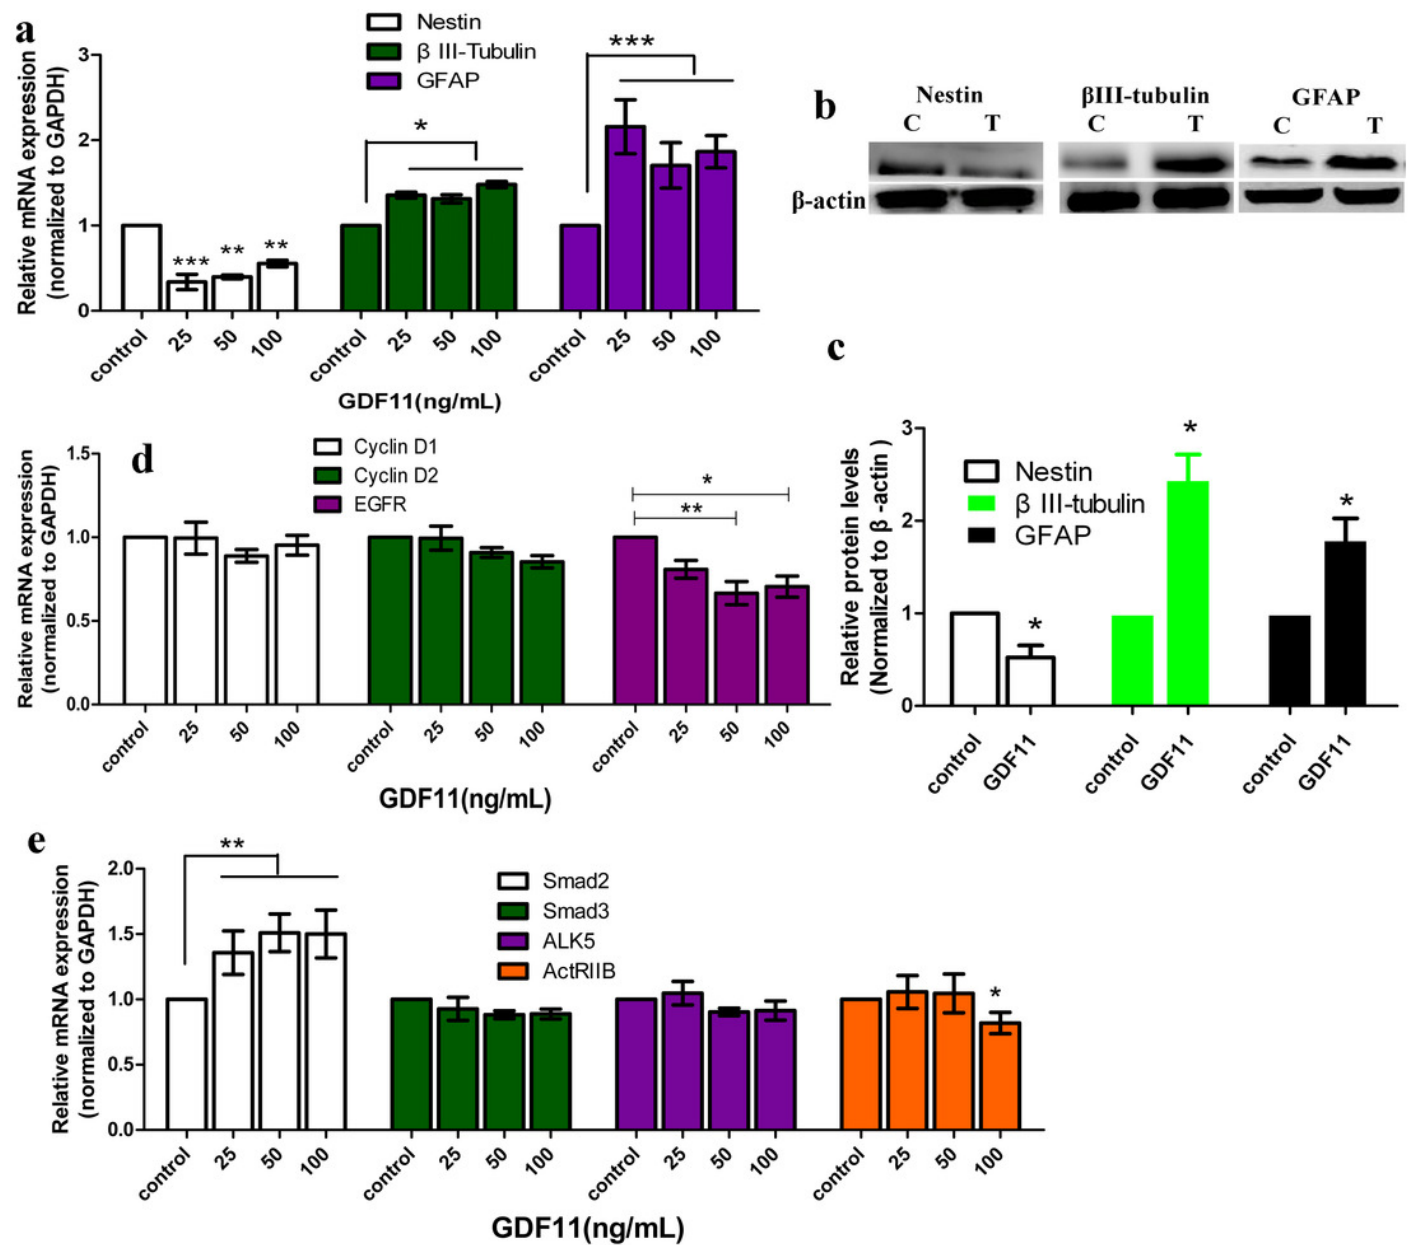 a
Nestin
β III-Tubulin
GFAP
Relative mRNA expression
(normalized to GAPDH)
3
2
1
0
***
**
**
*
***
control
25
50
100
control
25
50
100
control
25
50
100
GDF11(ng/mL)
b
Nestin
βIII-tubulin
GFAP
C T
C T
C T
β-actin
c
Relative protein levels
(Normalized to β -actin )
3
2
1
0
Nestin
β III-tubulin
GFAP
*
*
*
control
GDF11
control
GDF11
control
GDF11
d
Cyclin D1
Cyclin D2
EGFR
Relative mRNA expression
(normalized to GAPDH)
1.5
1.0
0.5
0.0
*
**
control
25
50
100
control
25
50
100
control
25
50
100
GDF11(ng/mL)
e
Relative mRNA expression
(normalized to GAPDH)
2.0
1.5
1.0
0.5
0.0
**
Smad2
Smad3
ALK5
ActRIIB
*
control
25
50
100
control
25
50
100
control
25
50
100
control
25
50
100
GDF11(ng/mL)